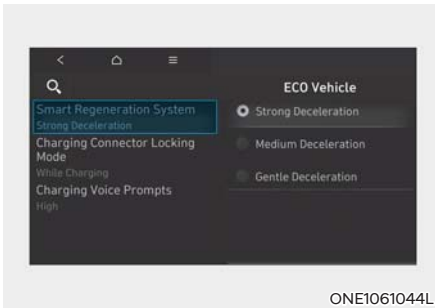 ECO Vehicle
Smart Regeneration System
Strong Deceleration
Charging Connector Locking
Mode
While Charging
Charging Voice Prompts
High
Strong Deceleration
Medium Deceleration
Gentle Deceleration
ONE1061044L